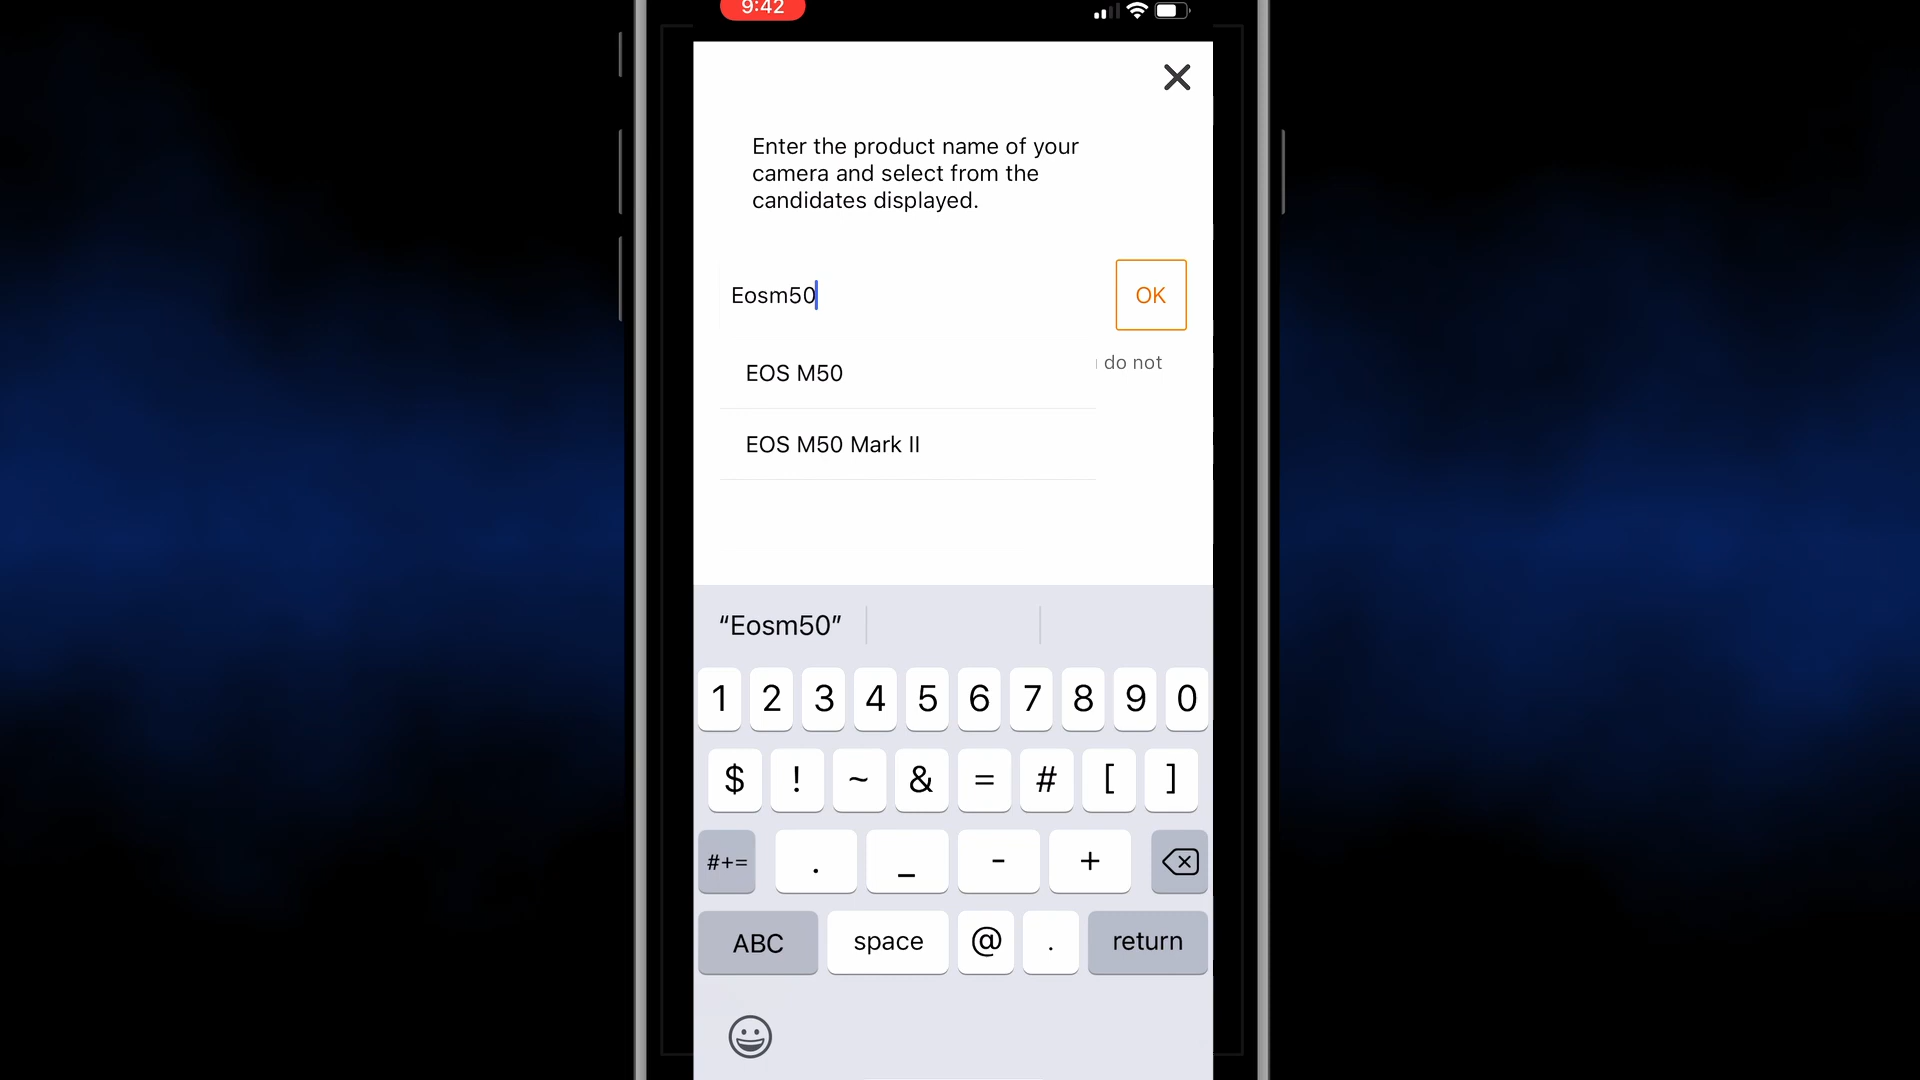 9:42
Enter the product name of your
camera and select from the
candidates displayed.
Eosm50
OK
do not
EOS M50
EOS M50 Mark II
“Eosm50”
1 2 3 4 5 6 7 8 9 0
$ ! ~ & = # [ ]
#+= . _ - +
ABC space @ . return